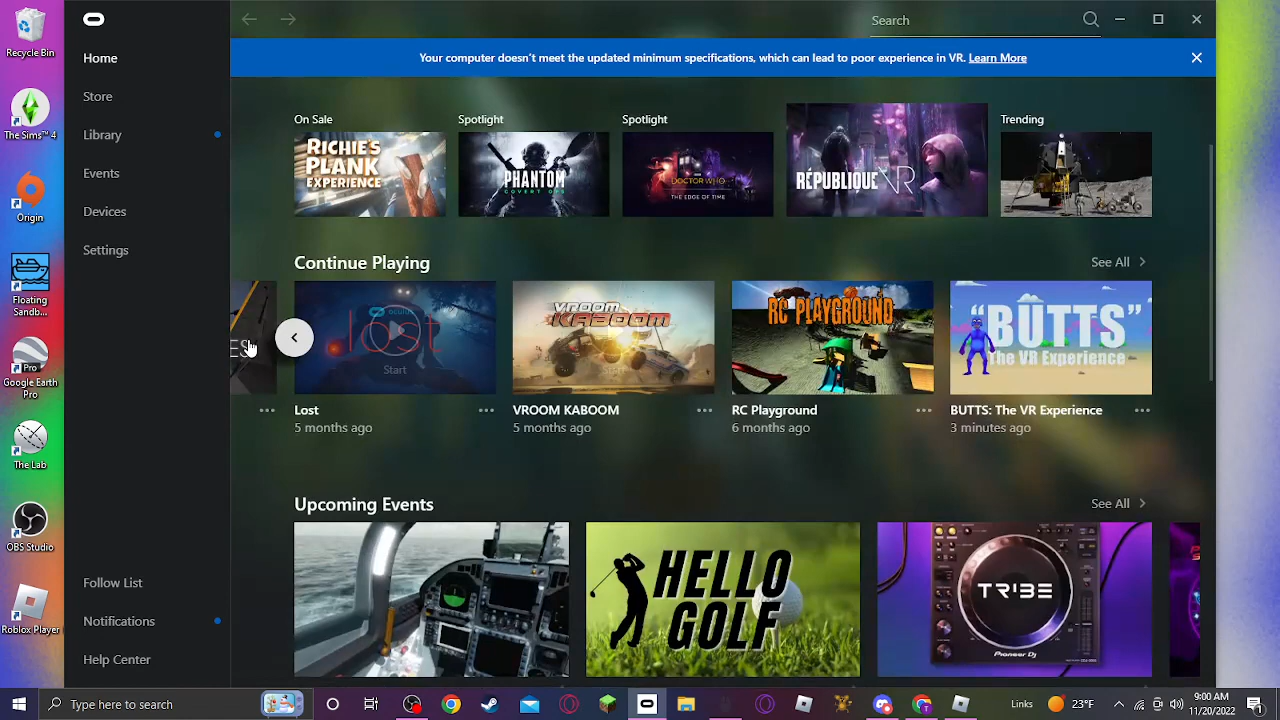 Recycle Bin
The Sims™ 4
Origin
Floating
Sandb...
Pro
Google Earth
Pro
The Lab
OBS Studio
Roblox Player
Home
Store
Library
Events
Devices
Settings
Follow List
Notifications
Help Center
Search
Your computer doesn't meet the updated minimum specifications, which can lead to poor experience in VR. Learn More
On Sale
Spotlight
Spotlight
Trending
RICHIE'S
PLANK
EXPERIENCE
PHANTOM
COVERT OPS
DOCTOR WHO
THE EDGE OF TIME
RÉPUBLIQUE VR
Continue Playing
See All
ES
oculus
lost
Start
VROOM
KABOOM
Start
RC PLAYGROUND
"BUTTS"
The VR Experience
Lost
5 months ago
VROOM KABOOM
5 months ago
RC Playground
6 months ago
BUTTS: The VR Experience
3 minutes ago
Upcoming Events
See All
HELLO
GOLF
TRIBE
Pioneer Dj
Type here to search
Links
23°F
9:00 AM
11/20/2022
1